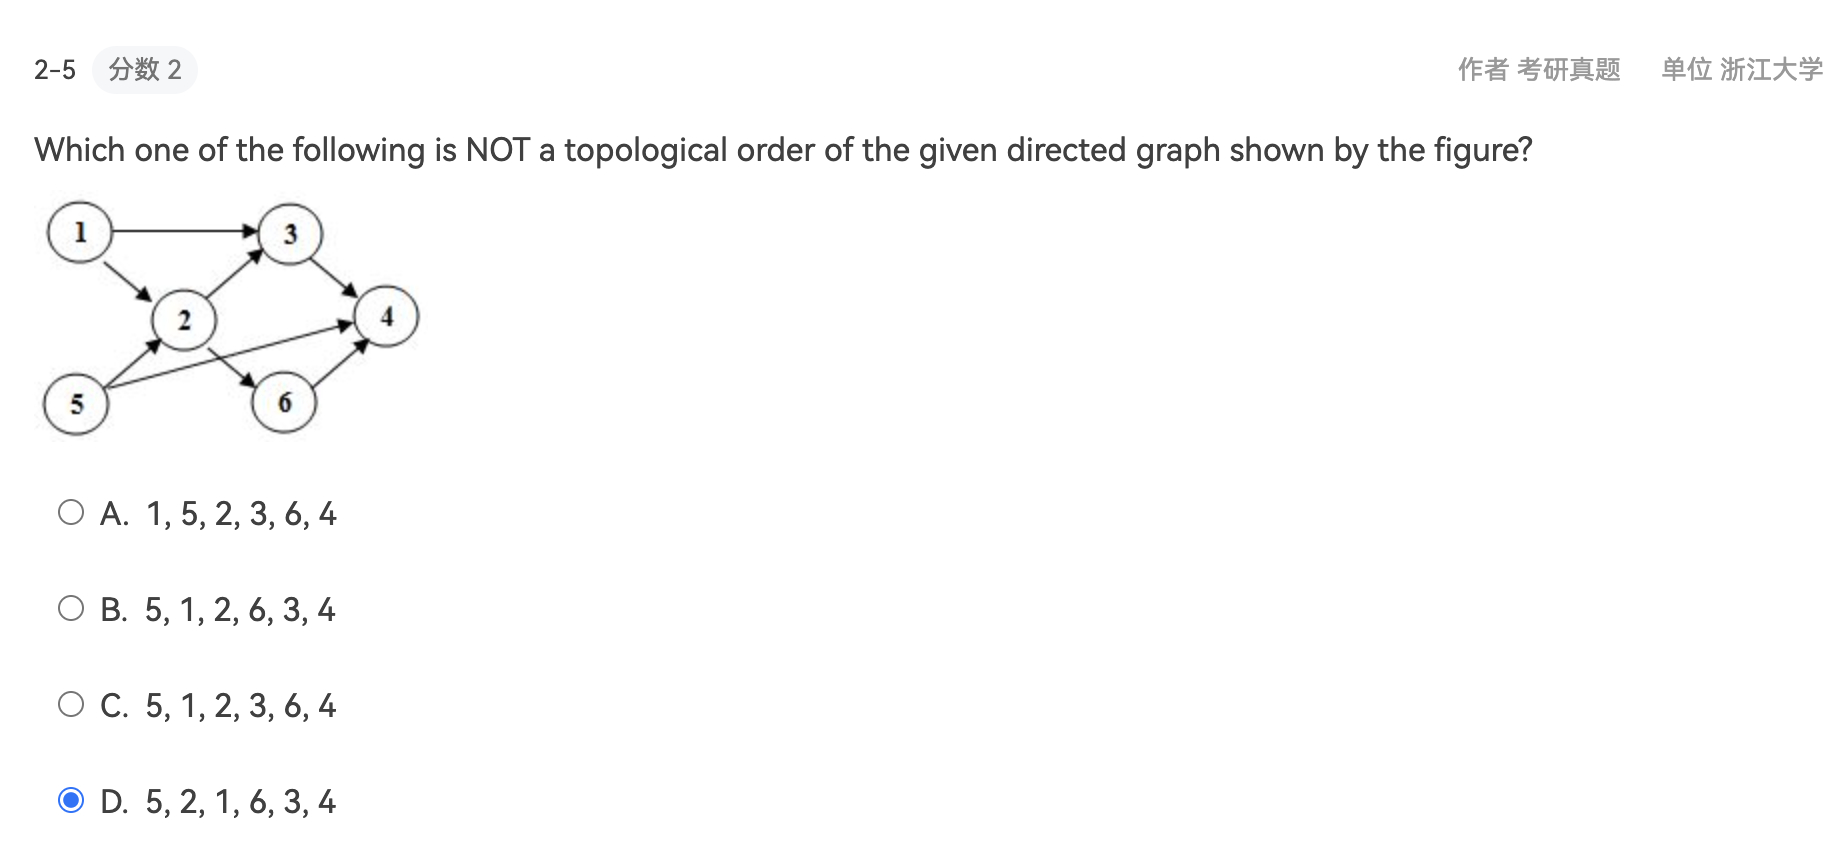 2-5 分数 2 作者 考研真题 单位 浙江大学
Which one of the following is NOT a topological order of the given directed graph shown by the figure?
1
3
2
4
5
6
A. 1, 5, 2, 3, 6, 4
B. 5, 1, 2, 6, 3, 4
C. 5, 1, 2, 3, 6, 4
D. 5, 2, 1, 6, 3, 4